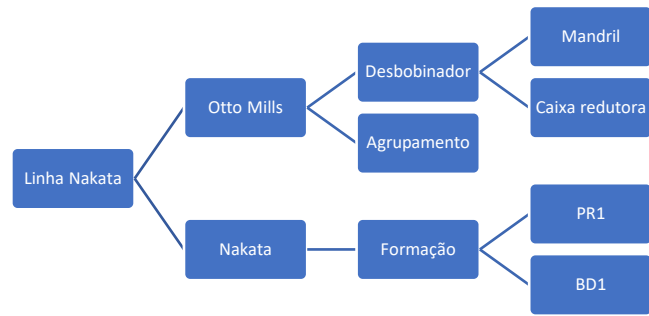 Linha Nakata
Otto Mills
Desbobinador
Mandril
Caixa redutora
Agrupamento
Nakata
Formação
PR1
BD1